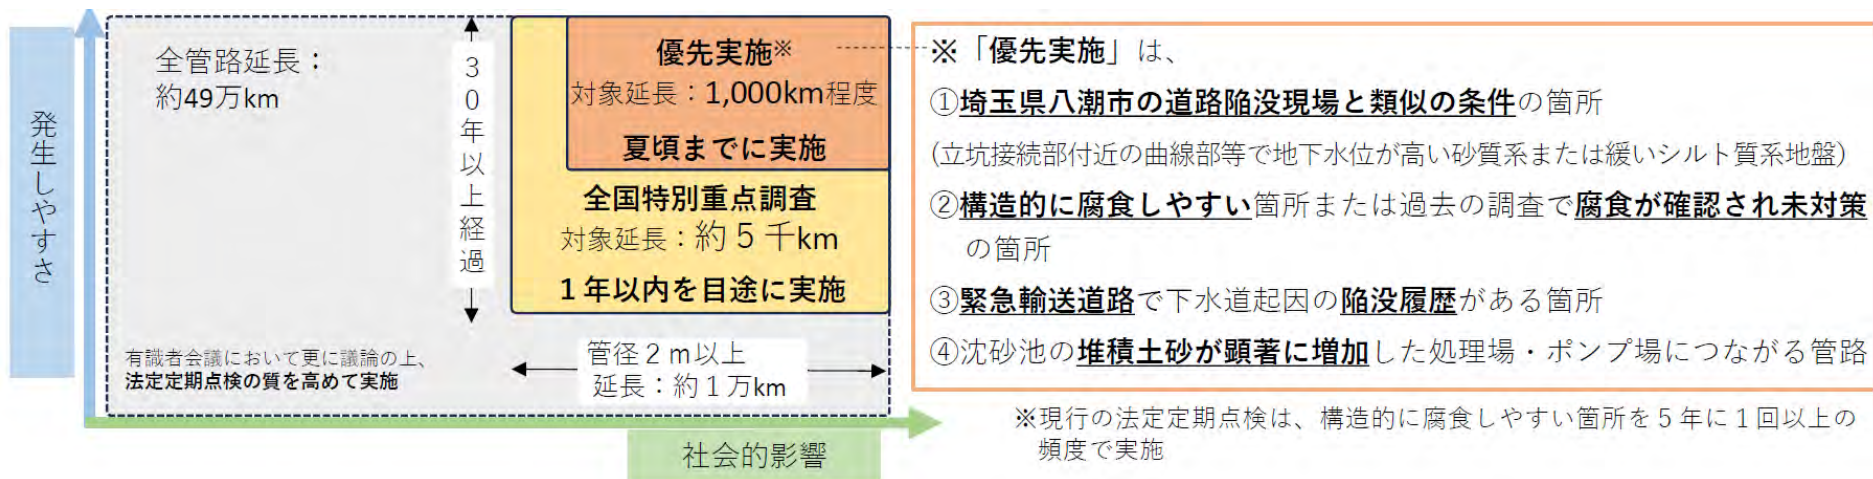 発生しやすさ
全管路延長：
約49万km
30年以上経過
優先実施※
対象延長：1,000km程度
夏頃までに実施
全国特別重点調査
対象延長：約５千km
１年以内を目途に実施
有識者会議において更に議論の上、
法定定期点検の質を高めて実施
管径２ｍ以上
延長：約１万km
社会的影響
※「優先実施」は、
①埼玉県八潮市の道路陥没現場と類似の条件の箇所
(立坑接続部付近の曲線部等で地下水位が高い砂質系または緩いシルト質系地盤)
②構造的に腐食しやすい箇所または過去の調査で腐食が確認され未対策
の箇所
③緊急輸送道路で下水道起因の陥没履歴がある箇所
④沈砂池の堆積土砂が顕著に増加した処理場・ポンプ場につながる管路
※現行の法定定期点検は、構造的に腐食しやすい箇所を５年に１回以上の
頻度で実施